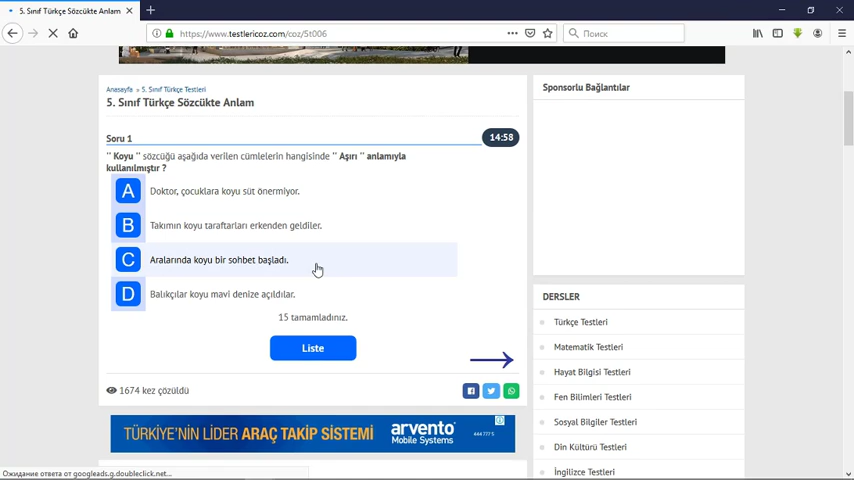 5. Sınıf Türkçe Sözcükte Anlam
https://www.testlericoz.com/coz/St006
Поиск
Anasayfa » 5. Sınıf Türkçe Testleri
5. Sınıf Türkçe Sözcükte Anlam
Soru 1
14:58
" Koyu " sözcüğü aşağıda verilen cümlelerin hangisinde " Aşırı " anlamıyla
kullanılmıştır ?
A Doktor, çocuklara koyu süt önermiyor.
B Takımın koyu taraftarları erkenden geldiler.
C Aralarında koyu bir sohbet başladı.
D Balıkçılar koyu mavi denize açıldılar.
15 tamamladınız.
Liste
1674 kez çözüldü
TÜRKİYE'NİN LİDER ARAÇ TAKİP SİSTEMİ
arvento
Mobile Systems
444 777 5
Sponsorlu Bağlantılar
DERSLER
Türkçe Testleri
Matematik Testleri
Hayat Bilgisi Testleri
Fen Bilimleri Testleri
Sosyal Bilgiler Testleri
Din Kültürü Testleri
İngilizce Testleri
Ожидание ответа от googleads.g.doubleclick.net...